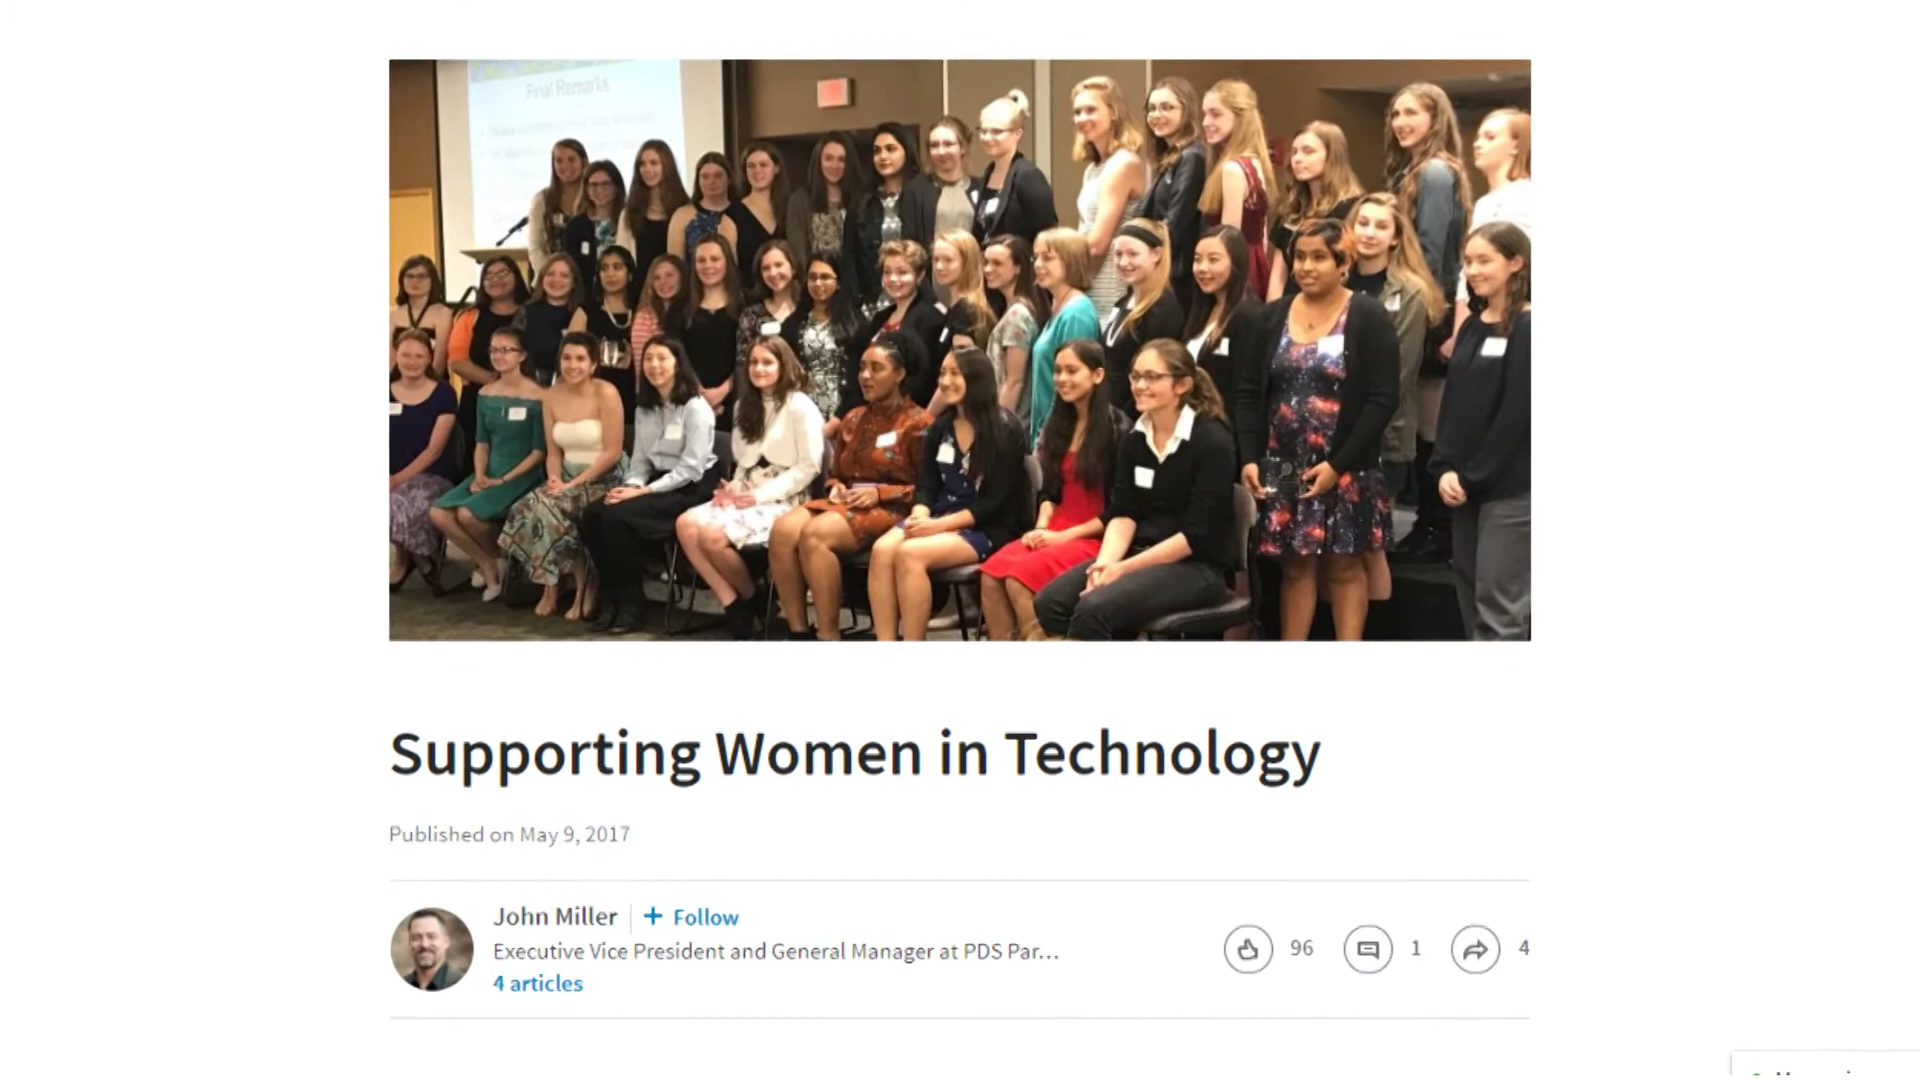 Final Remarks
Supporting Women in Technology
Published on May 9, 2017
John Miller
+ Follow
Executive Vice President and General Manager at PDS Par...
4 articles
96
1
4